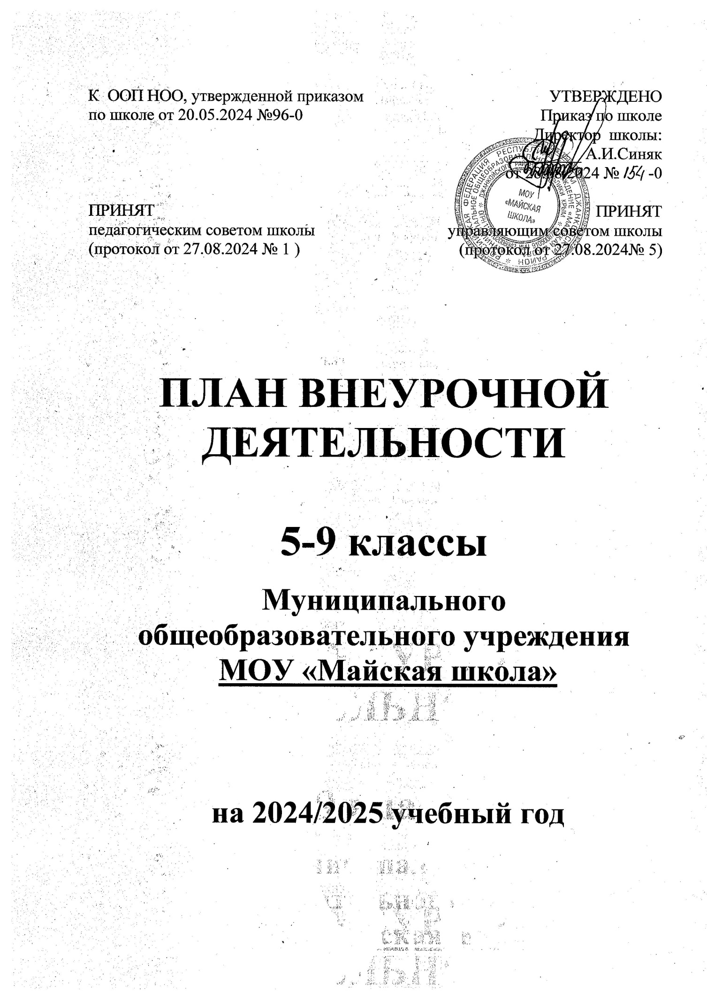 К ООП НОО, утвержденной приказом
по школе от 20.05.2024 №96-0
УТВЕРЖДЕНО
Приказ по школе
Директор школы:
А.И.Синяк
от 28.08.2024 № 154 -0
ПРИНЯТ
педагогическим советом школы
(протокол от 27.08.2024 № 1 )
ПРИНЯТ
управляющим советом школы
(протокол от 27.08.2024№ 5)
МОУ
«МАЙСКАЯ
ШКОЛА»
ПЛАН ВНЕУРОЧНОЙ
ДЕЯТЕЛЬНОСТИ
5-9 классы
Муниципального
общеобразовательного учреждения
МОУ «Майская школа»
на 2024/2025 учебный год